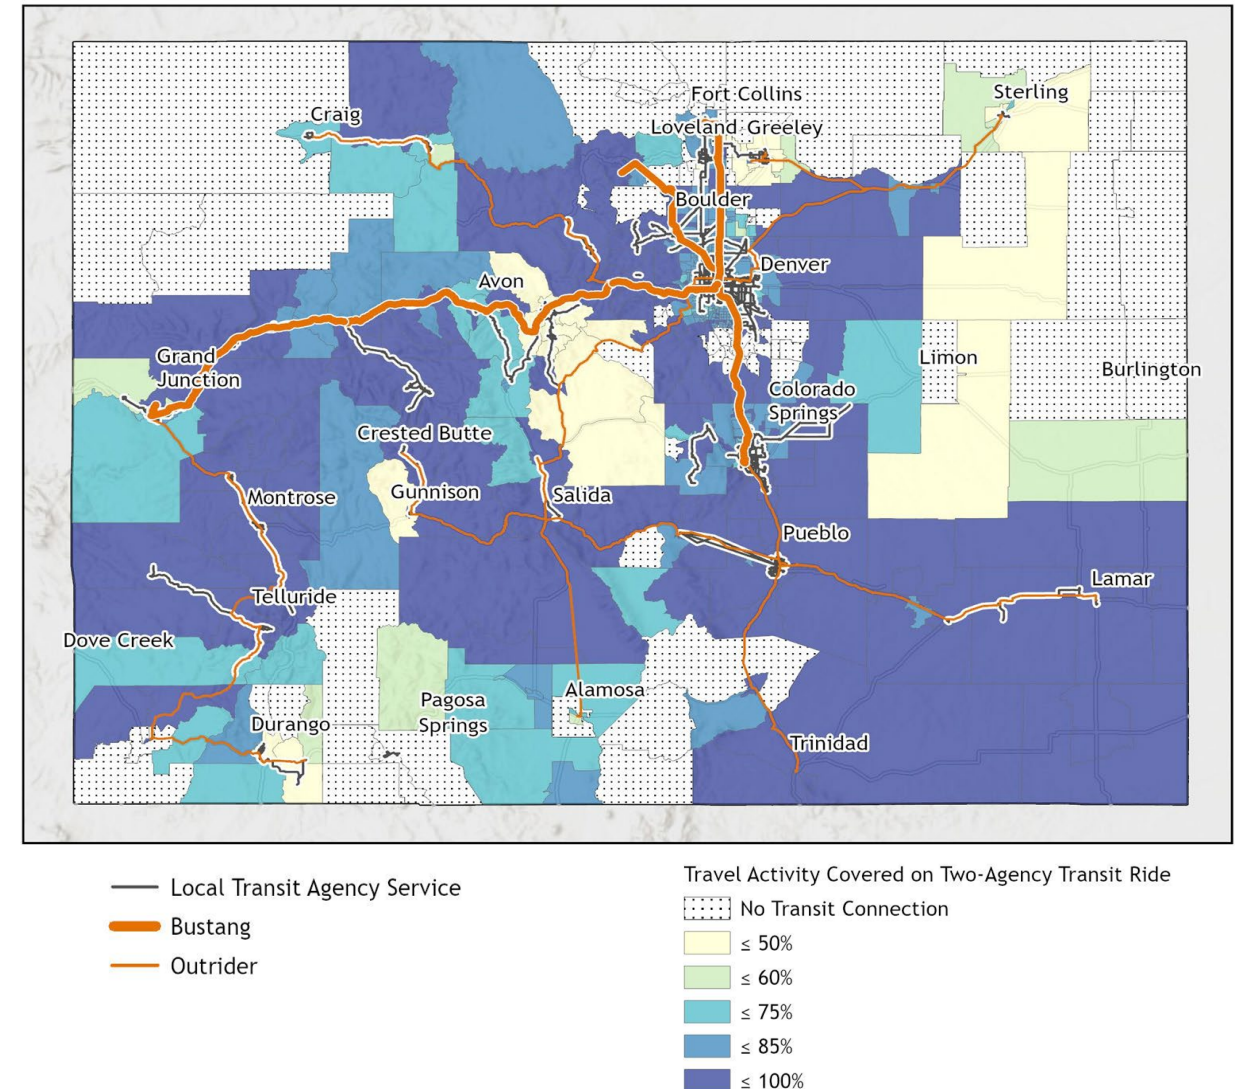 Fort Collins
Sterling
Craig
Loveland Greeley
Boulder
Denver
Avon
Grand
Junction
Limon
Burlington
Colorado
Springs
Crested Butte
Montrose
Gunnison
Salida
Pueblo
Lamar
Telluride
Dove Creek
Pagosa
Springs
Alamosa
Durango
Trinidad
Local Transit Agency Service
Bustang
Outrider
Travel Activity Covered on Two-Agency Transit Ride
No Transit Connection
≤ 50%
≤ 60%
≤ 75%
≤ 85%
≤ 100%